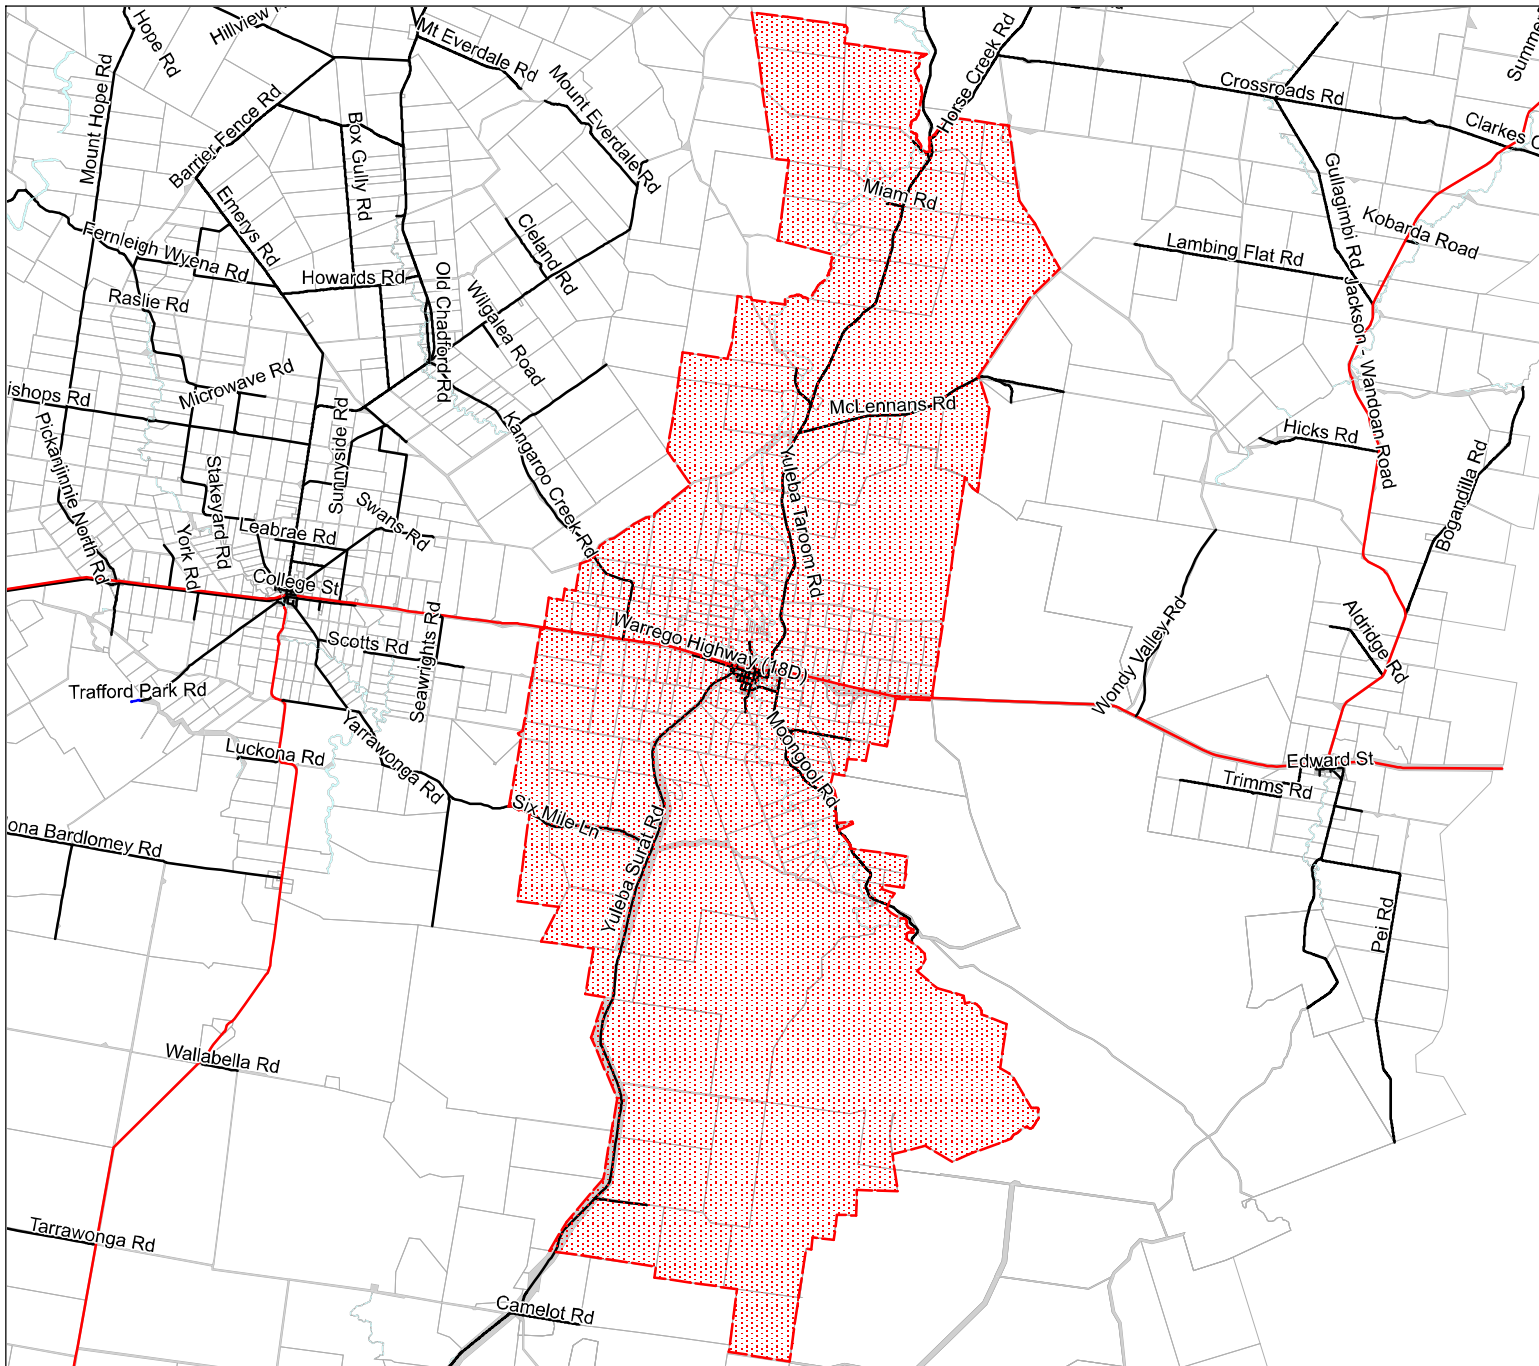 Hope Rd
Hillview
Mt Everdale Rd
Horse Creek Rd
Summe
Mount Hope Rd
Mount Everdale Rd
Crossroads Rd
Barrier Fence Rd
Box Gully Rd
Clarkes C
Emerys Rd
Miam Rd
Gullagimbi Rd
Kobarda Road
Fernleigh Wyena Rd
Cleland Rd
Lambing Flat Rd
Howards Rd
Raslie Rd
Old Chadford Rd
Wilgalea Road
Jackson - Wandoan Road
Microwave Rd
ishops Rd
McLennans Rd
Sunnyside Rd
Kangaroo Creek Rd
Hicks Rd
Pickanjinnie North Rd
Stakeyard Rd
Yuleba Taroom Rd
Bogandilla Rd
Swans Rd
Leabrae Rd
York Rd
College St
Warrego Highway (18D)
Wondy Valley Rd
Aldridge Rd
Scotts Rd
Seawrights Rd
Trafford Park Rd
Yarrawonga Rd
Moongool Rd
Luckona Rd
Edward St
Trimms Rd
Six Mile Ln
ona Bardlomey Rd
Yuleba Surat Rd
Pei Rd
Wallabella Rd
Tarrawonga Rd
Camelot Rd